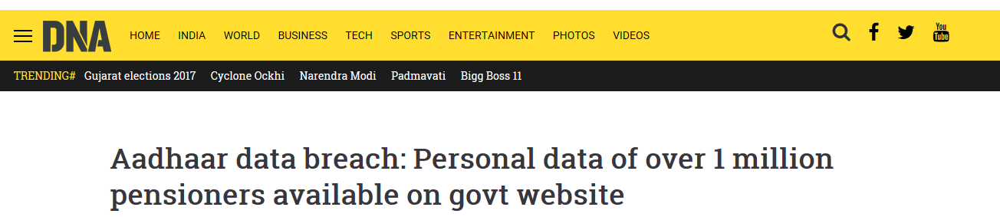 DNA HOME INDIA WORLD BUSINESS TECH SPORTS ENTERTAINMENT PHOTOS VIDEOS You Tube
TRENDING# Gujarat elections 2017 Cyclone Ockhi Narendra Modi Padmavati Bigg Boss 11
Aadhaar data breach: Personal data of over 1 million
pensioners available on govt website